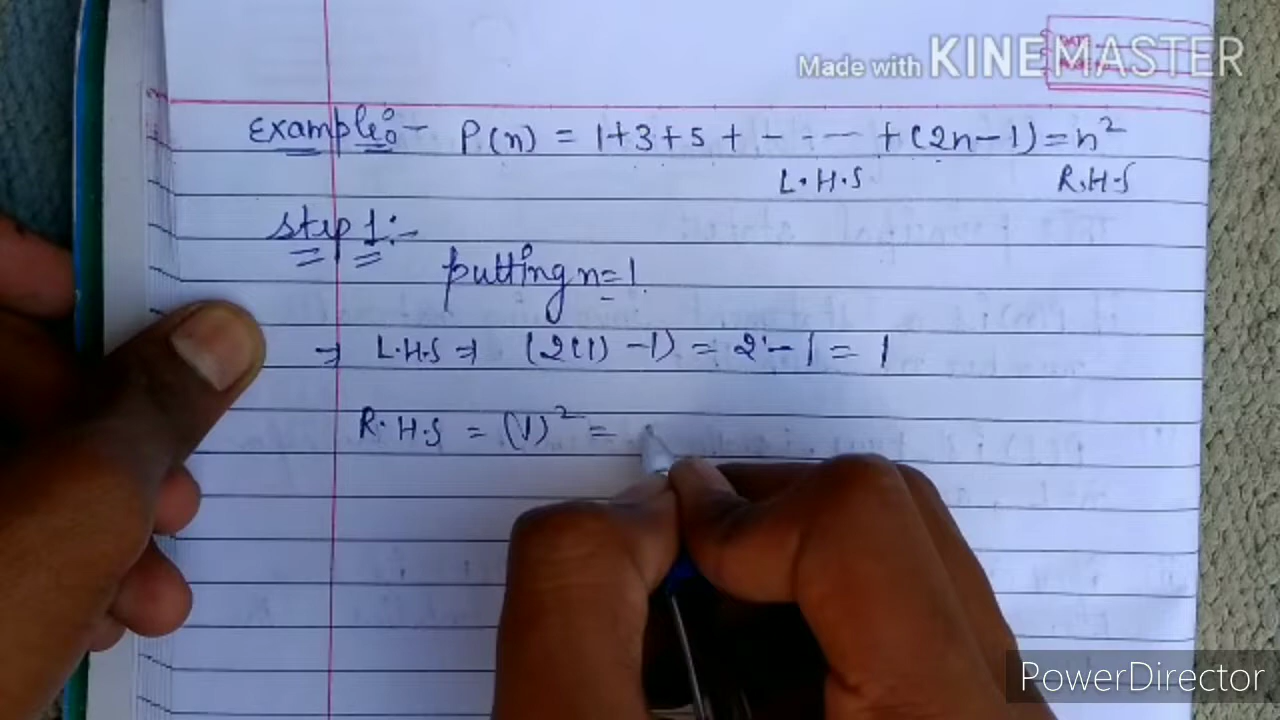 Made with KINEMASTER
Example:- P(n) = 1+3+5+ - - - - +(2n-1)=n²
L.H.S R.H.S
Step 1:-
putting n=1.
⇒ L.H.S ⇒ (2(1) -1) = 2-1 = 1
R.H.S = (1)² =
PowerDirector